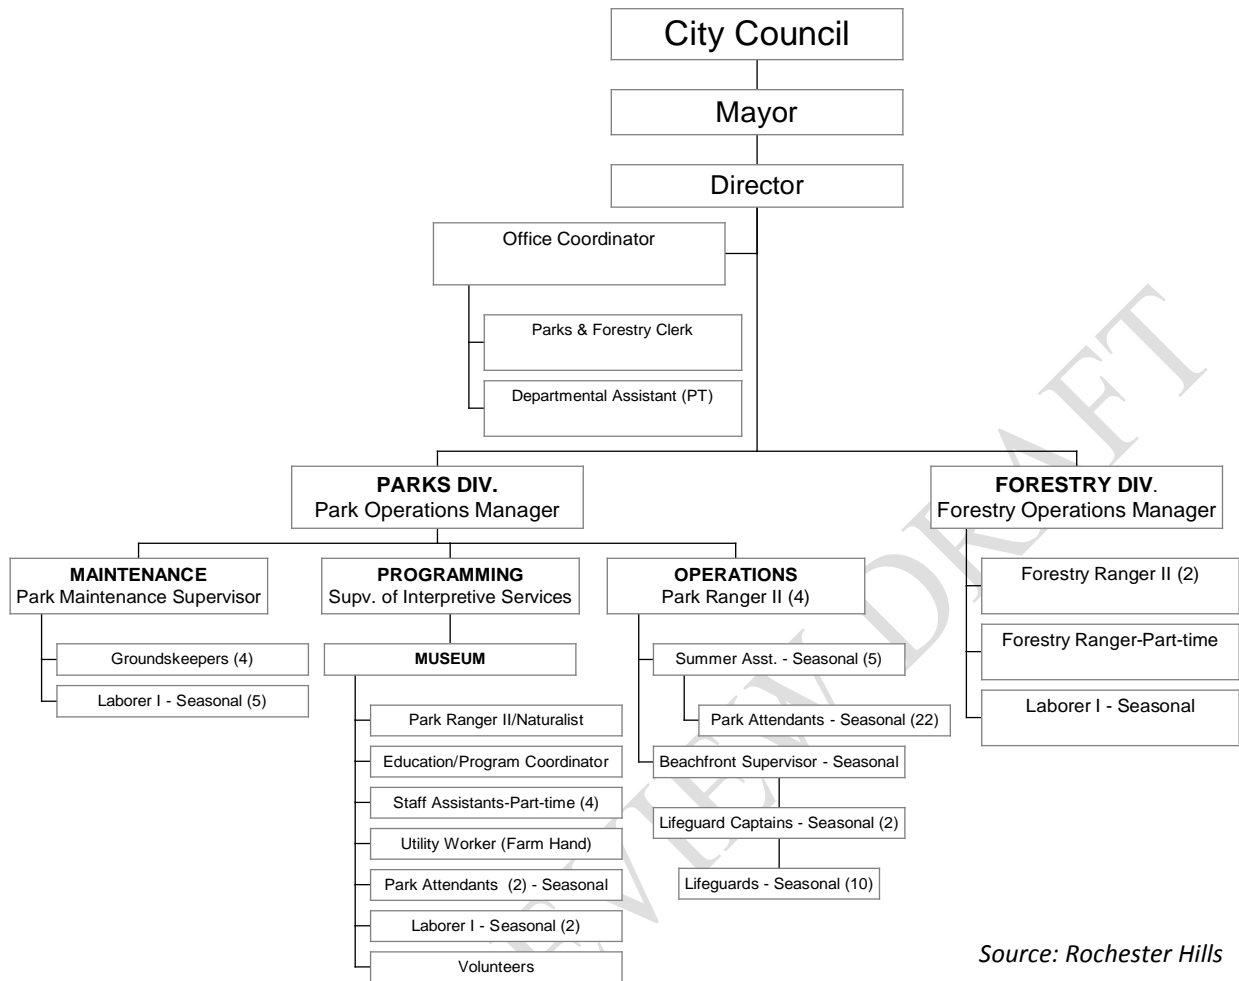 City Council
Mayor
Director
Office Coordinator
Parks & Forestry Clerk
Departmental Assistant (PT)
PARKS DIV.
Park Operations Manager
FORESTRY DIV.
Forestry Operations Manager
MAINTENANCE
Park Maintenance Supervisor
Groundskeepers (4)
Laborer I - Seasonal (5)
PROGRAMMING
Supv. of Interpretive Services
MUSEUM
Park Ranger II/Naturalist
Education/Program Coordinator
Staff Assistants-Part-time (4)
Utility Worker (Farm Hand)
Park Attendants  (2) - Seasonal
Laborer I - Seasonal (2)
Volunteers
OPERATIONS
Park Ranger II (4)
Summer Asst. - Seasonal (5)
Park Attendants - Seasonal (22)
Beachfront Supervisor - Seasonal
Lifeguard Captains - Seasonal (2)
Lifeguards - Seasonal (10)
Forestry Ranger II (2)
Forestry Ranger-Part-time
Laborer I - Seasonal
EVIEW DRAFT
Source: Rochester Hills